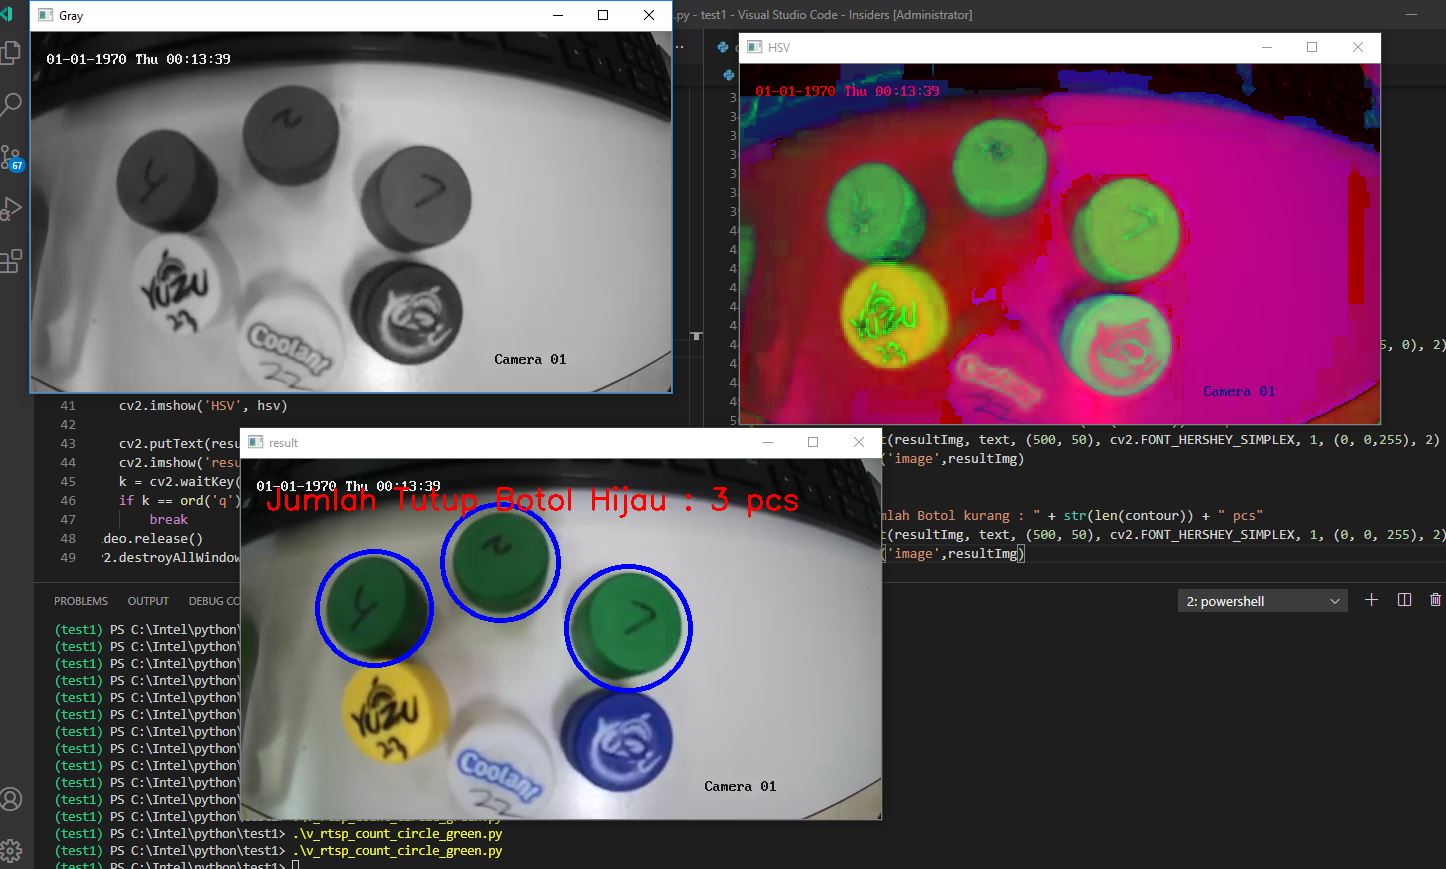 Gray
.py - test1 - Visual Studio Code - Insiders [Administrator]
01-01-1970 Thu 00:13:39
YUZU
23
Coolant
22
Camera 01
HSV
01-01-1970 Thu 00:13:39
YUZU
23
Camera 01
67
5, 0), 2)
41 cv2.imshow('HSV', hsv)
42
43 cv2.putText(resu
44 cv2.imshow('resu
45 k = cv2.waitKey(
46 if k == ord('q')
47 break
48 deo.release()
49 '2.destroyAllWindow
t(resultImg, text, (500, 50), cv2.FONT_HERSHEY_SIMPLEX, 1, (0, 0,255), 2)
('image',resultImg)
mlah Botol kurang : " + str(len(contour)) + " pcs"
t(resultImg, text, (500, 50), cv2.FONT_HERSHEY_SIMPLEX, 1, (0, 0, 255), 2)
('image',resultImg)
result
01-01-1970 Thu 00:13:39
Jumlah Tutup Botol Hijau : 3 pcs
YUZU
23
Coolant
22
Camera 01
PROBLEMS OUTPUT DEBUG CO
2: powershell
(test1) PS C:\Intel\python\
(test1) PS C:\Intel\python\
(test1) PS C:\Intel\python\
(test1) PS C:\Intel\python\
(test1) PS C:\Intel\python\
(test1) PS C:\Intel\python\
(test1) PS C:\Intel\python\
(test1) PS C:\Intel\python\
(test1) PS C:\Intel\python\
(test1) PS C:\Intel\python\
(test1) PS C:\Intel\python\
(test1) PS C:\Intel\python\
(test1) PS C:\Intel\python\test1> .\v_rtsp_count_circle_green.py
(test1) PS C:\Intel\python\test1> .\v_rtsp_count_circle_green.py
(test1) PS C:\Intel\python\test1>